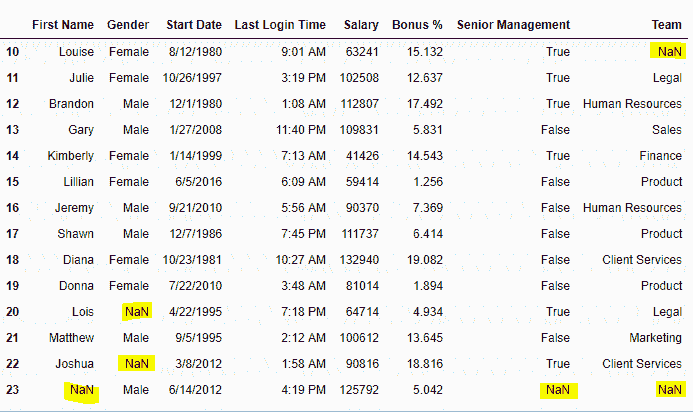 First Name Gender Start Date Last Login Time Salary Bonus % Senior Management Team
10 Louise Female 8/12/1980 9:01 AM 63241 15.132 True NaN
11 Julie Female 10/26/1997 3:19 PM 102508 12.637 True Legal
12 Brandon Male 12/1/1980 1:08 AM 112807 17.492 True Human Resources
13 Gary Male 1/27/2008 11:40 PM 109831 5.831 False Sales
14 Kimberly Female 1/14/1999 7:13 AM 41426 14.543 True Finance
15 Lillian Female 6/5/2016 6:09 AM 59414 1.256 False Product
16 Jeremy Male 9/21/2010 5:56 AM 90370 7.369 False Human Resources
17 Shawn Male 12/7/1986 7:45 PM 111737 6.414 False Product
18 Diana Female 10/23/1981 10:27 AM 132940 19.082 False Client Services
19 Donna Female 7/22/2010 3:48 AM 81014 1.894 False Product
20 Lois NaN 4/22/1995 7:18 PM 64714 4.934 True Legal
21 Matthew Male 9/5/1995 2:12 AM 100612 13.645 False Marketing
22 Joshua NaN 3/8/2012 1:58 AM 90816 18.816 True Client Services
23 NaN Male 6/14/2012 4:19 PM 125792 5.042 NaN NaN